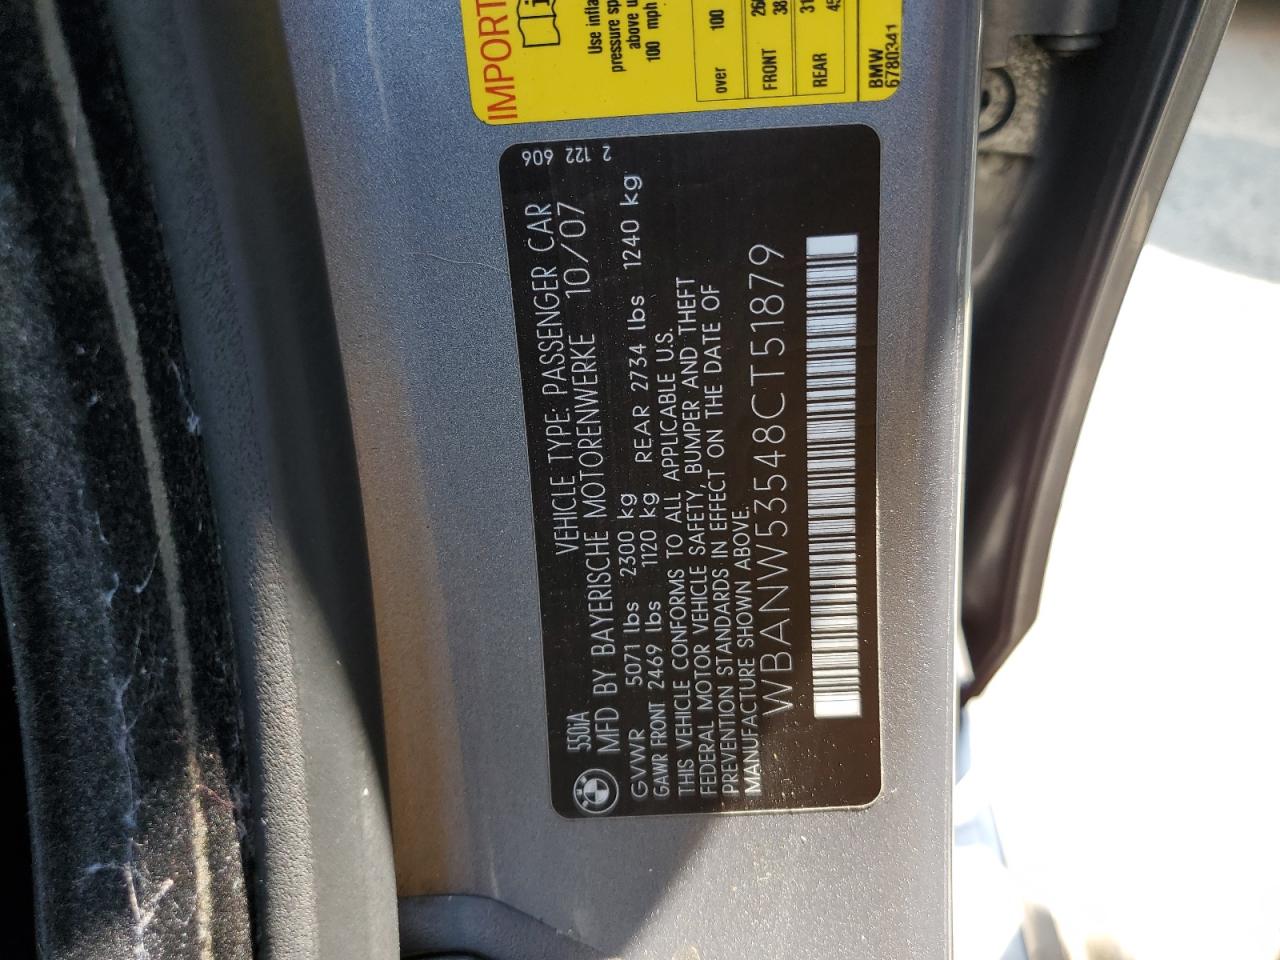 IMPORT
Use infla
pressure sp
above u
100 mph
over 100
FRONT 38
REAR
BMW
6780341
550iA VEHICLE TYPE: PASSENGER CAR 606
MFD BY BAYERISCHE MOTORENWERKE 10/07 2 122
GVWR 5071 lbs 2300 kg
GAWR FRONT 2469 lbs 1120 kg REAR 2734 lbs 1240 kg
THIS VEHICLE CONFORMS TO ALL APPLICABLE U.S.
FEDERAL MOTOR VEHICLE SAFETY, BUMPER AND THEFT
PREVENTION STANDARDS IN EFFECT ON THE DATE OF
MANUFACTURE SHOWN ABOVE.
WBANW53548CT51879